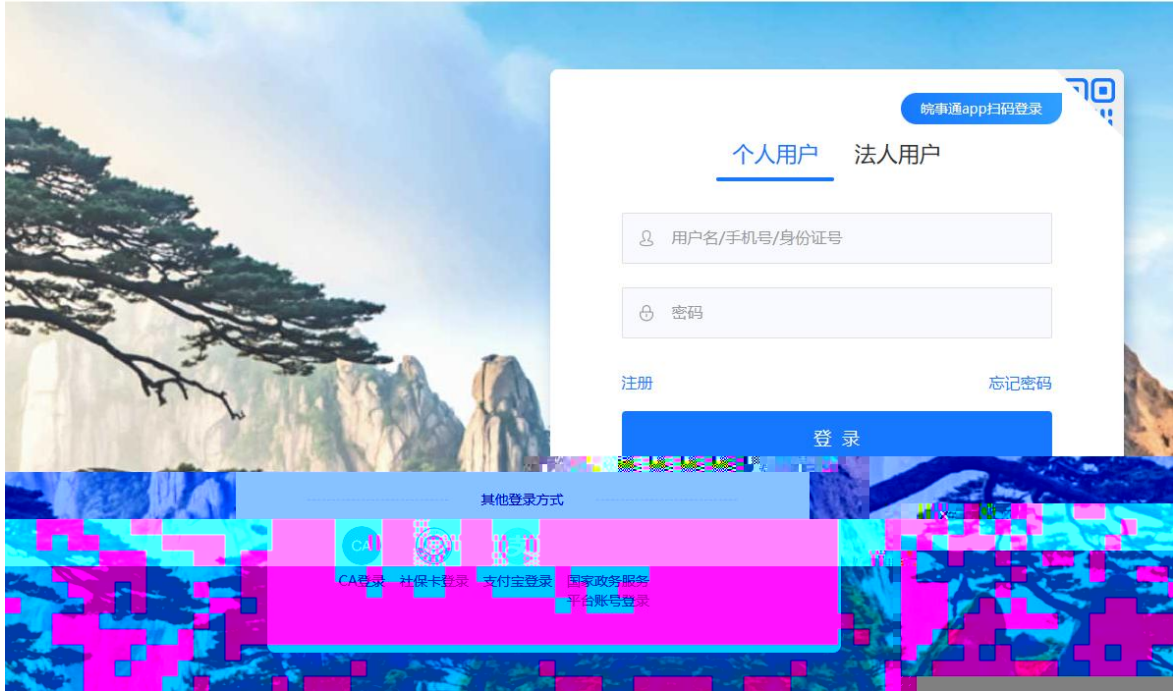 皖事通app扫码登录
个人用户 法人用户
用户名/手机号/身份证号
密码
注册 忘记密码
登 录
其他登录方式
CA
CA登录 社保卡登录 支付宝登录 国家政务服务
平台账号登录